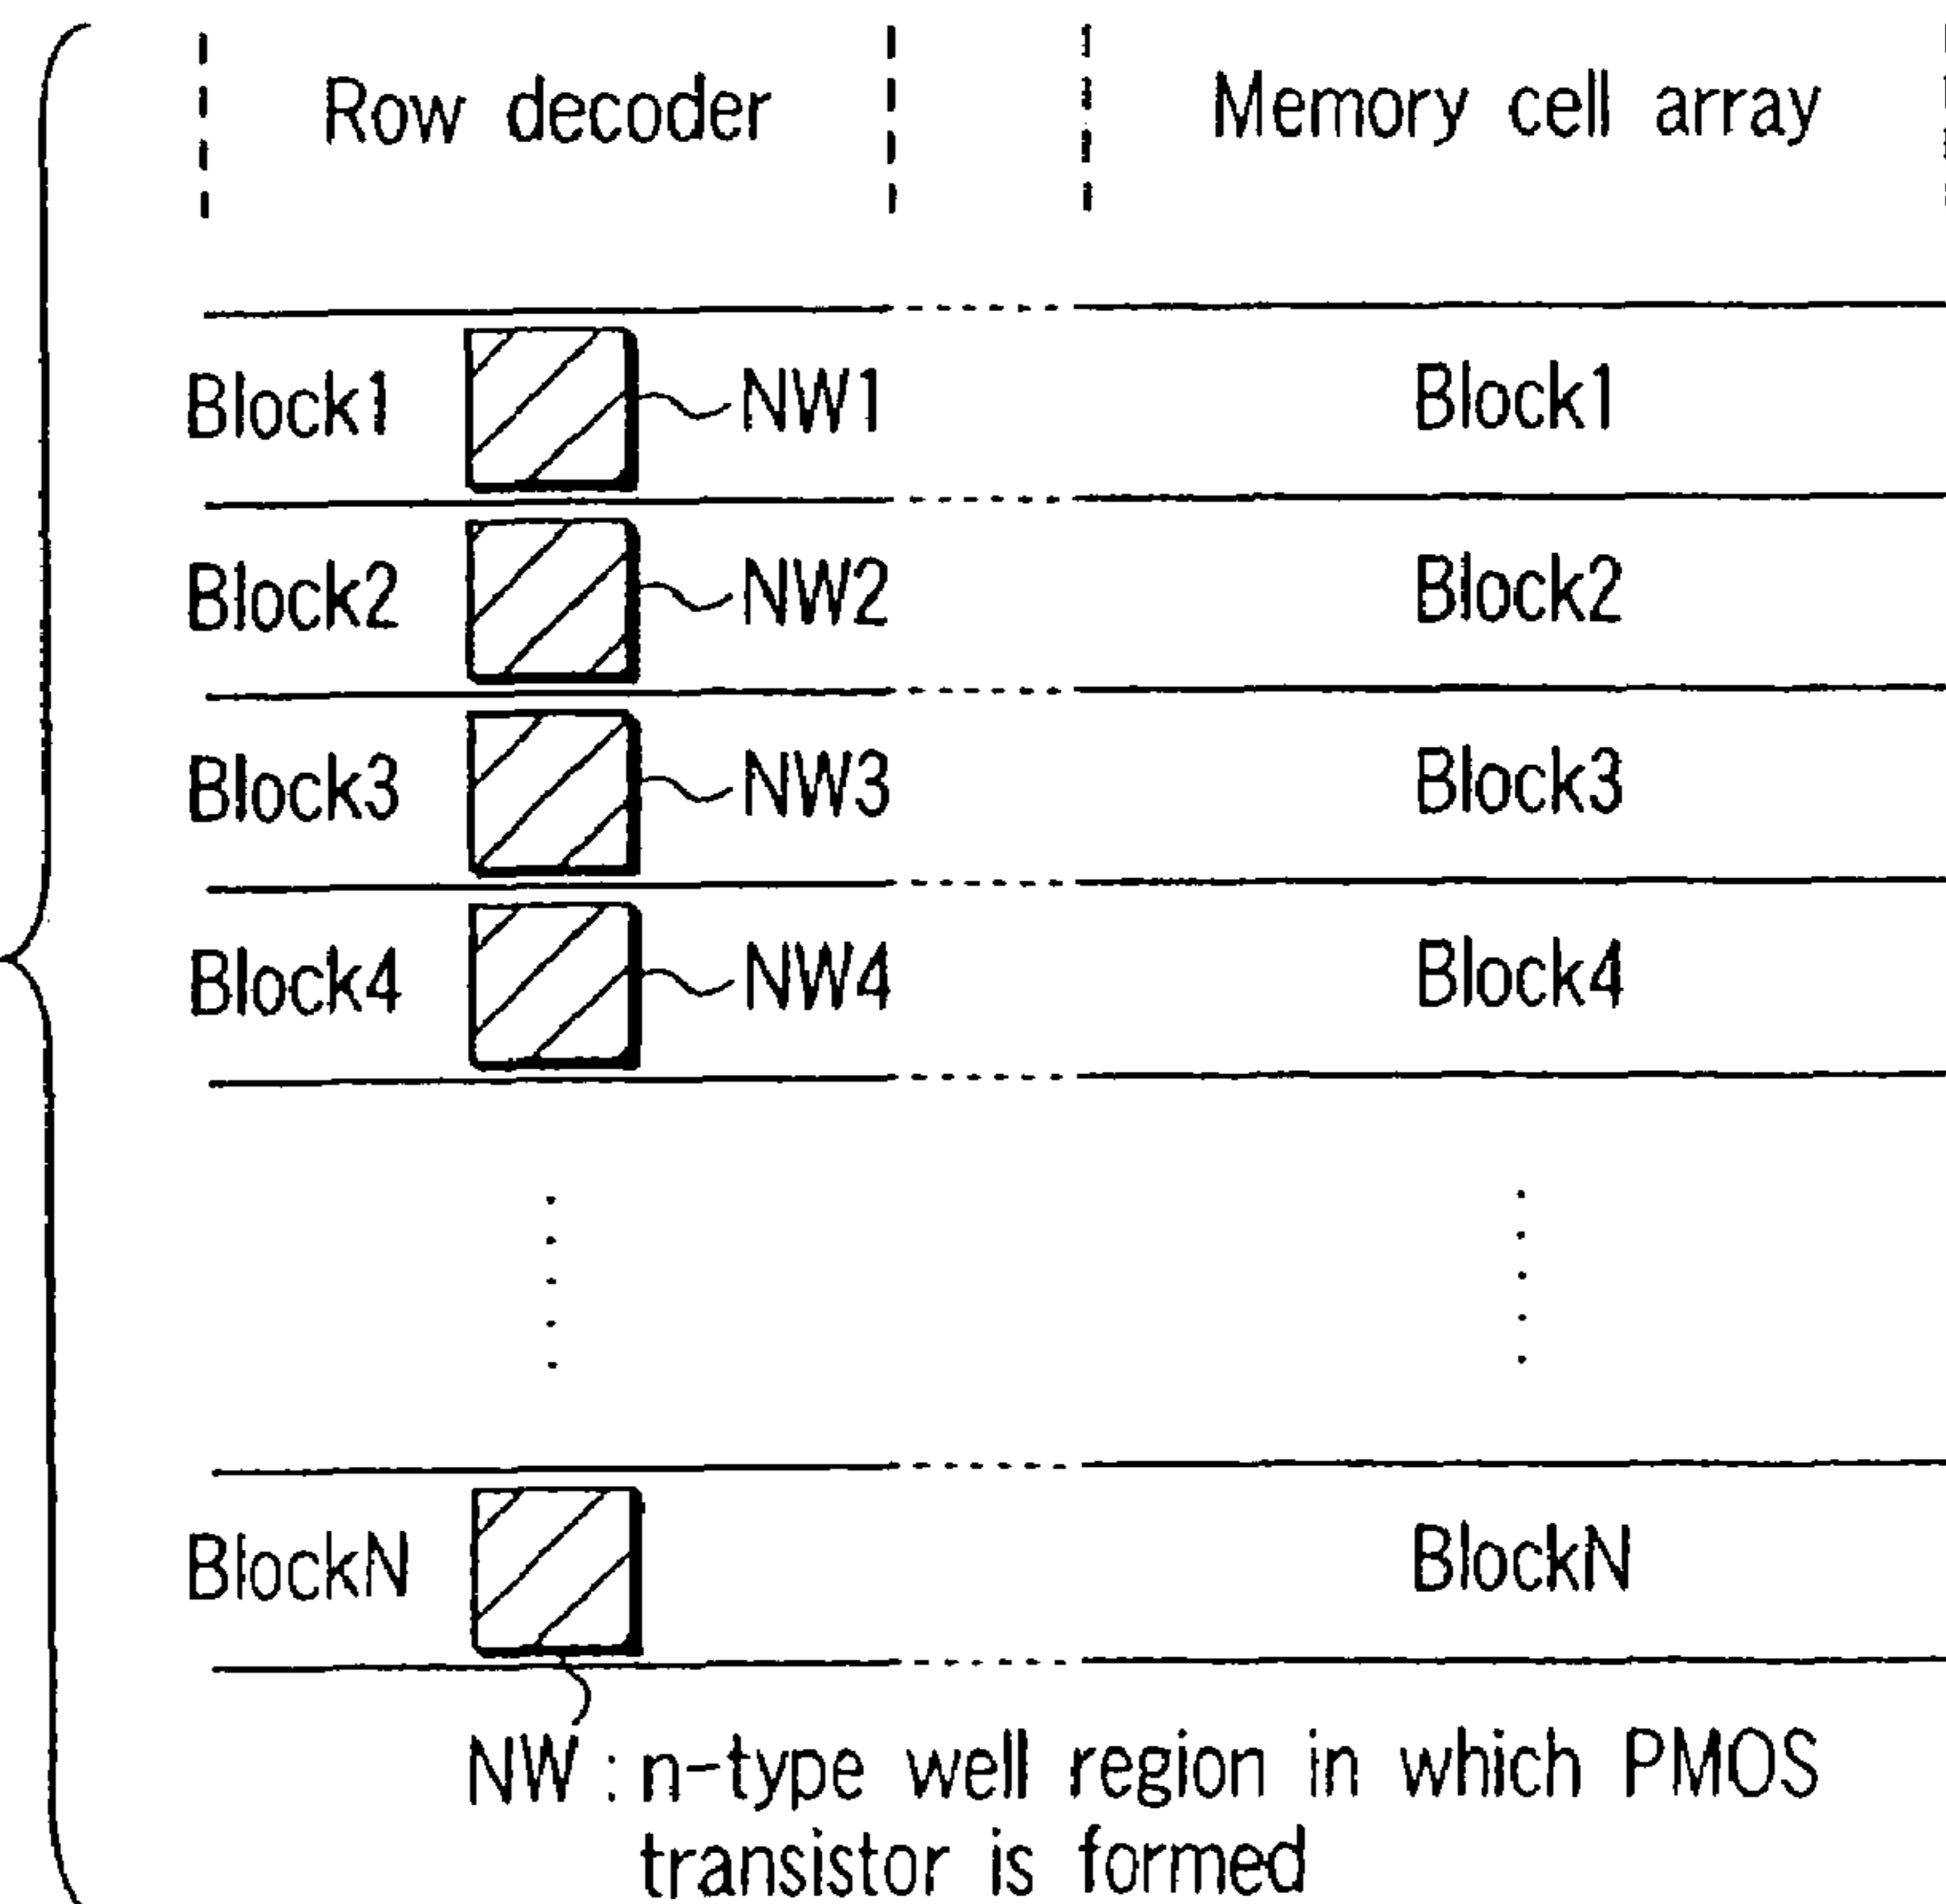 Row decoder Memory cell array
Block1 NW1 Block1
Block2 NW2 Block2
Block3 NW3 Block3
Block4 NW4 Block4
BlockN BlockN
NW : n-type well region in which PMOS
transistor is formed